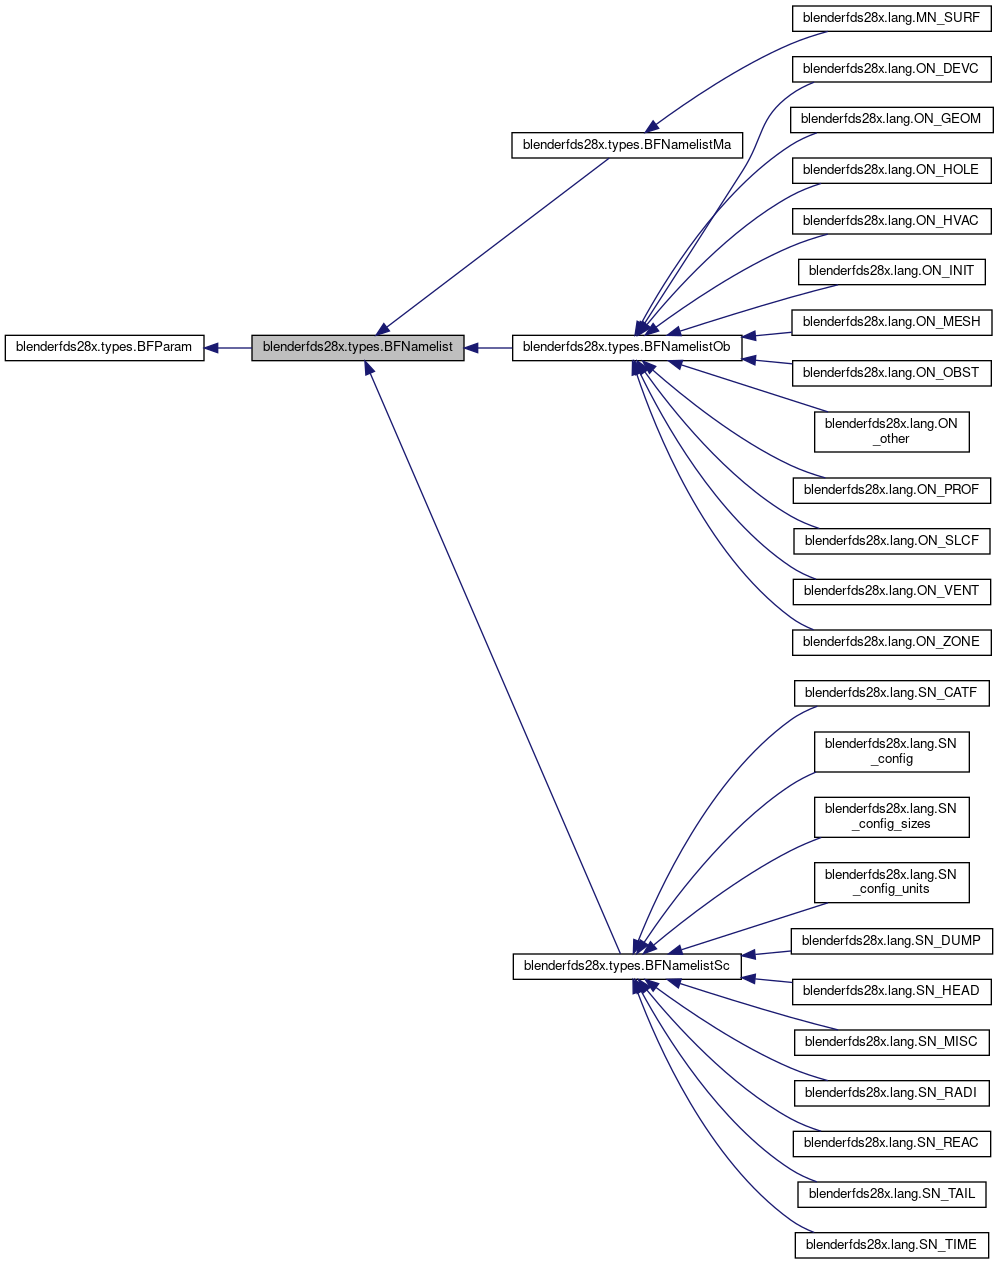 blenderfds28x.lang.MN_SURF
blenderfds28x.lang.ON_DEVC
blenderfds28x.lang.ON_GEOM
blenderfds28x.types.BFNamelistMa
blenderfds28x.lang.ON_HOLE
blenderfds28x.lang.ON_HVAC
blenderfds28x.lang.ON_INIT
blenderfds28x.lang.ON_MESH
blenderfds28x.types.BFParam
blenderfds28x.types.BFNamelist
blenderfds28x.types.BFNamelistOb
blenderfds28x.lang.ON_OBST
blenderfds28x.lang.ON
_other
blenderfds28x.lang.ON_PROF
blenderfds28x.lang.ON_SLCF
blenderfds28x.lang.ON_VENT
blenderfds28x.lang.ON_ZONE
blenderfds28x.lang.SN_CATF
blenderfds28x.lang.SN
_config
blenderfds28x.lang.SN
_config_sizes
blenderfds28x.lang.SN
_config_units
blenderfds28x.lang.SN_DUMP
blenderfds28x.types.BFNamelistSc
blenderfds28x.lang.SN_HEAD
blenderfds28x.lang.SN_MISC
blenderfds28x.lang.SN_RADI
blenderfds28x.lang.SN_REAC
blenderfds28x.lang.SN_TAIL
blenderfds28x.lang.SN_TIME